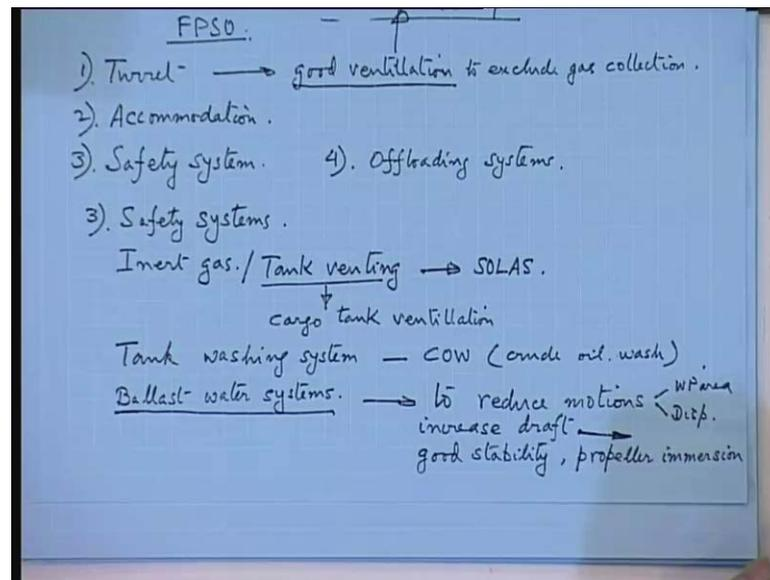 FPSO.
1). Turret → good ventillation to exclude gas collection.
2). Accommodation.
3). Safety system. 4). Offloading systems.
3). Safety systems.
Inert gas. / Tank venting → SOLAS.
cargo tank ventillation
Tank washing system — COW (crude oil. wash)
Ballast water systems. → to reduce motions WP area
Disp.
increase draft →
good stability, propeller immersion